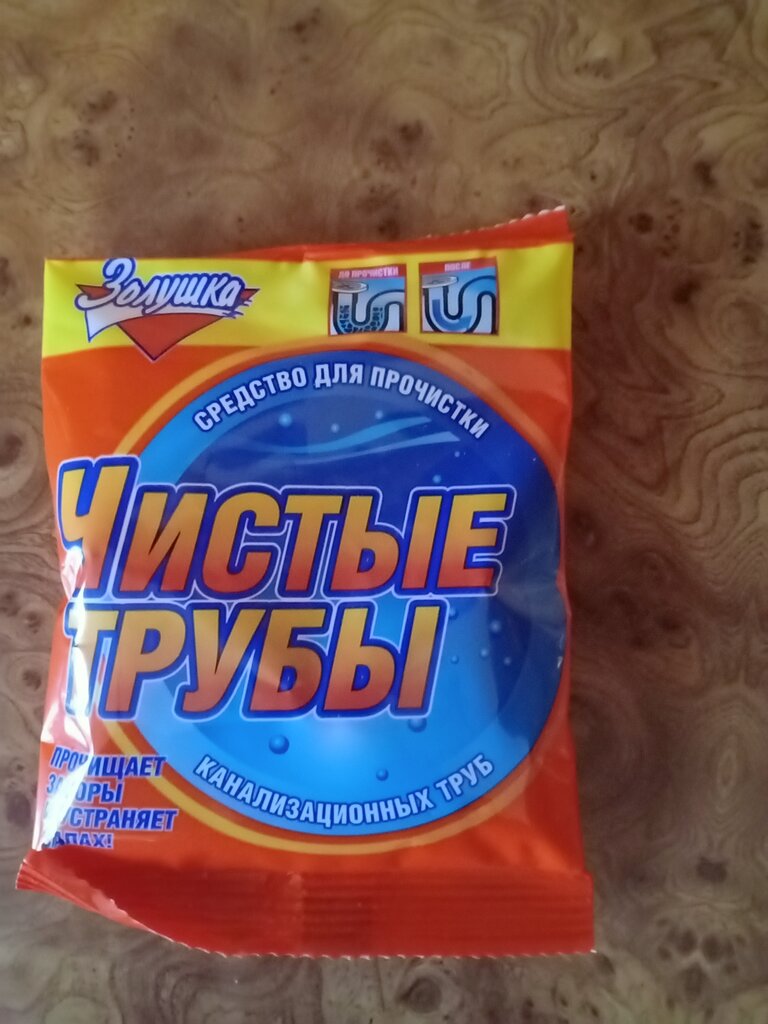 Золушка
ДО ПРОЧИСТКИ
ПОСЛЕ
СРЕДСТВО ДЛЯ ПРОЧИСТКИ
ЧИСТЫЕ
ТРУБЫ
КАНАЛИЗАЦИОННЫХ ТРУБ
ПРОЧИЩАЕТ
ЗАСОРЫ
УСТРАНЯЕТ
ЗАПАХ!